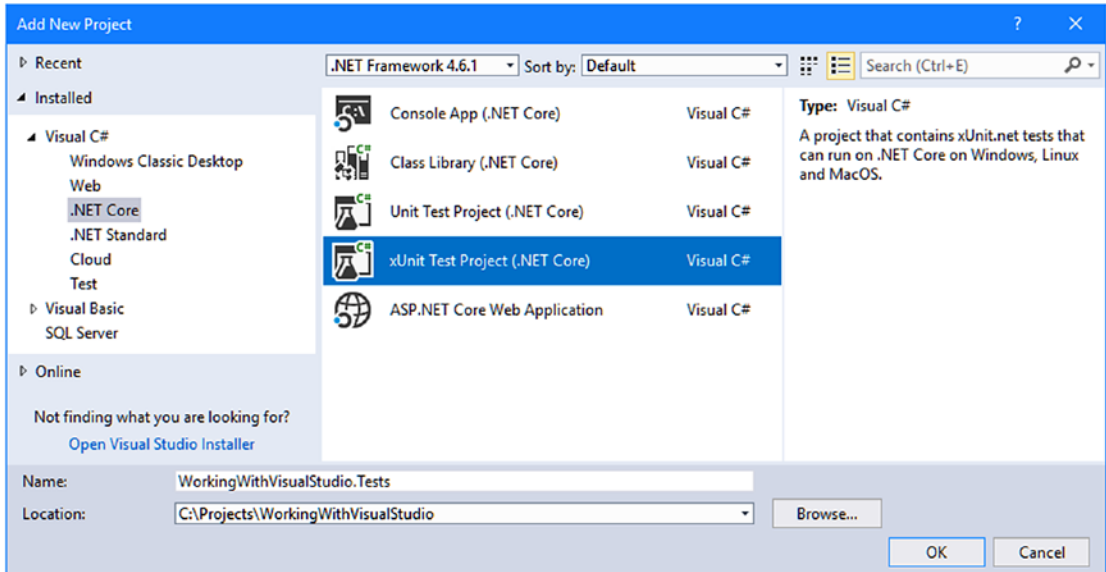 Add New Project
Recent
Installed
Visual C#
Windows Classic Desktop
Web
.NET Core
.NET Standard
Cloud
Test
Visual Basic
SQL Server
Online
Not finding what you are looking for?
Open Visual Studio Installer
.NET Framework 4.6.1 Sort by: Default Search (Ctrl+E)
Console App (.NET Core) Visual C#
Class Library (.NET Core) Visual C#
Unit Test Project (.NET Core) Visual C#
xUnit Test Project (.NET Core) Visual C#
ASP.NET Core Web Application Visual C#
Type: Visual C#
A project that contains xUnit.net tests that
can run on .NET Core on Windows, Linux
and MacOS.
Name: WorkingWithVisualStudio.Tests
Location: C:\Projects\WorkingWithVisualStudio Browse...
OK Cancel